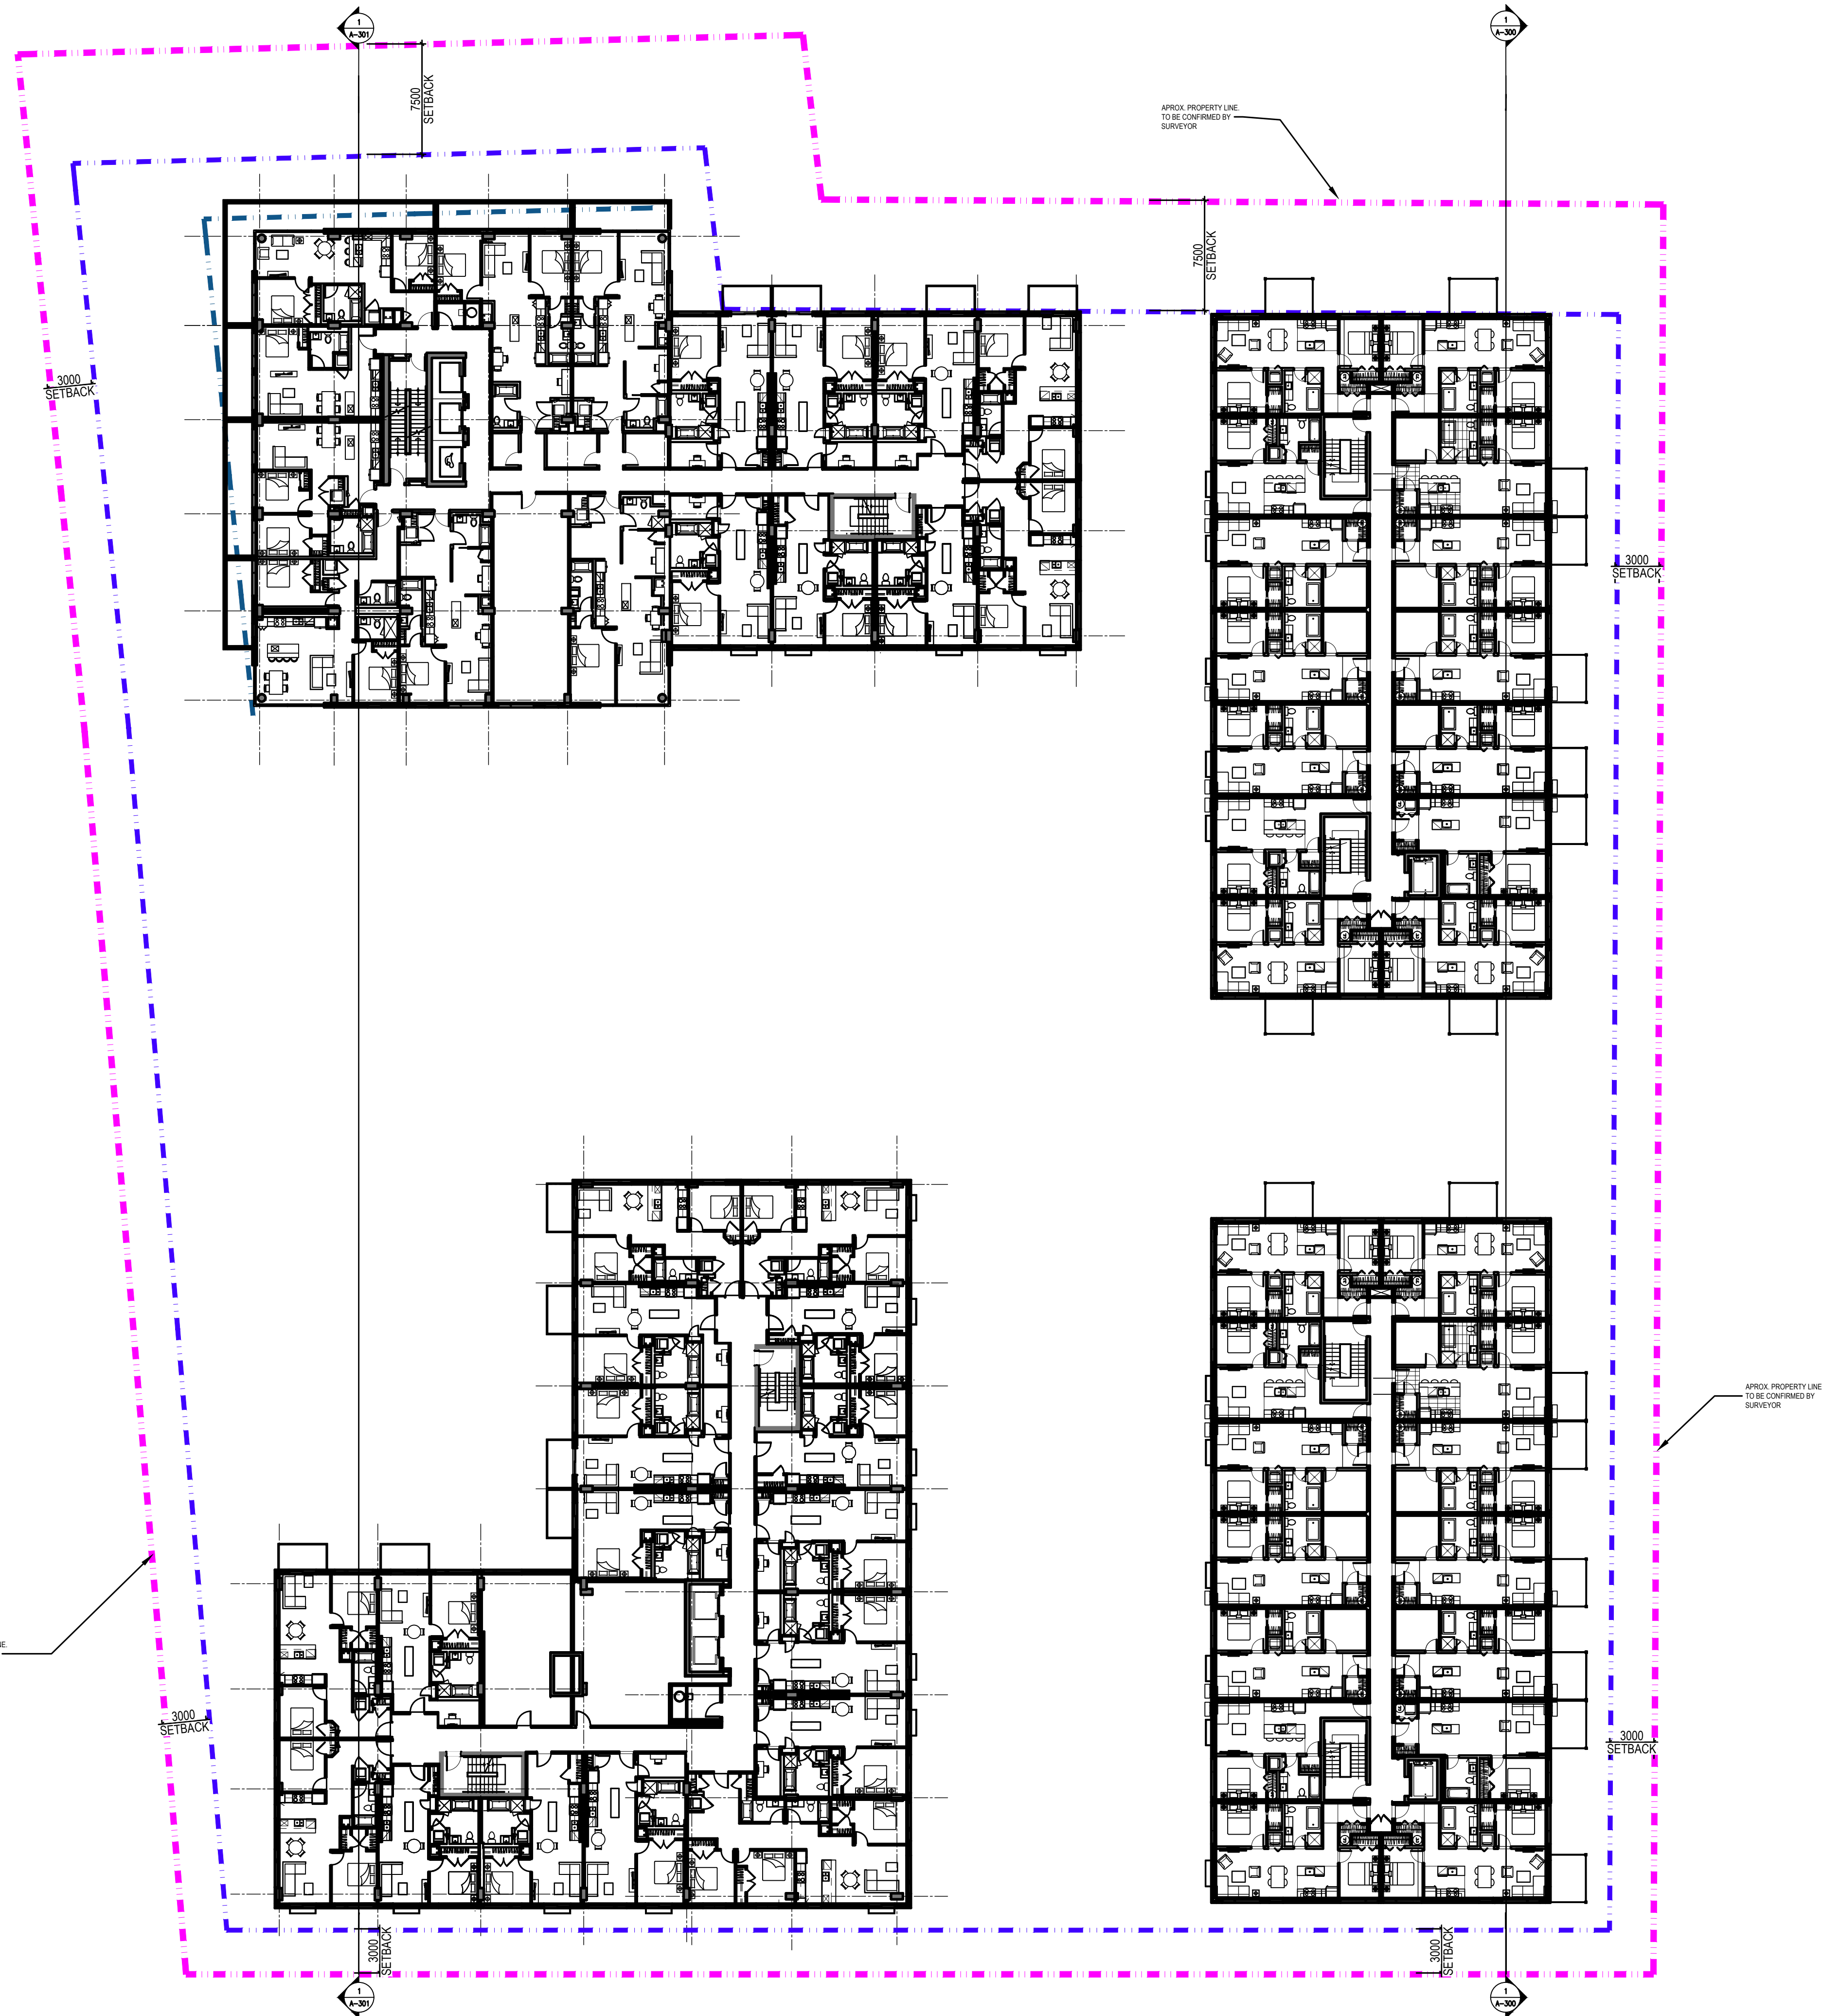 1
A-301
1
A-300
7500
SETBACK
APROX. PROPERTY LINE.
TO BE CONFIRMED BY
SURVEYOR
7500
SETBACK
3000
SETBACK
3000
SETBACK
APROX. PROPERTY LINE
TO BE CONFIRMED BY
SURVEYOR
3000
SETBACK
3000
SETBACK
3000
SETBACK
3000
SETBACK
1
A-301
1
A-300